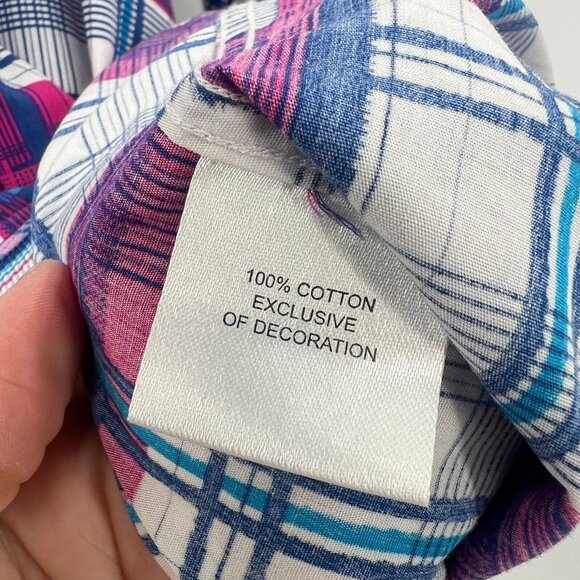 100% COTTON
EXCLUSIVE
OF DECORATION